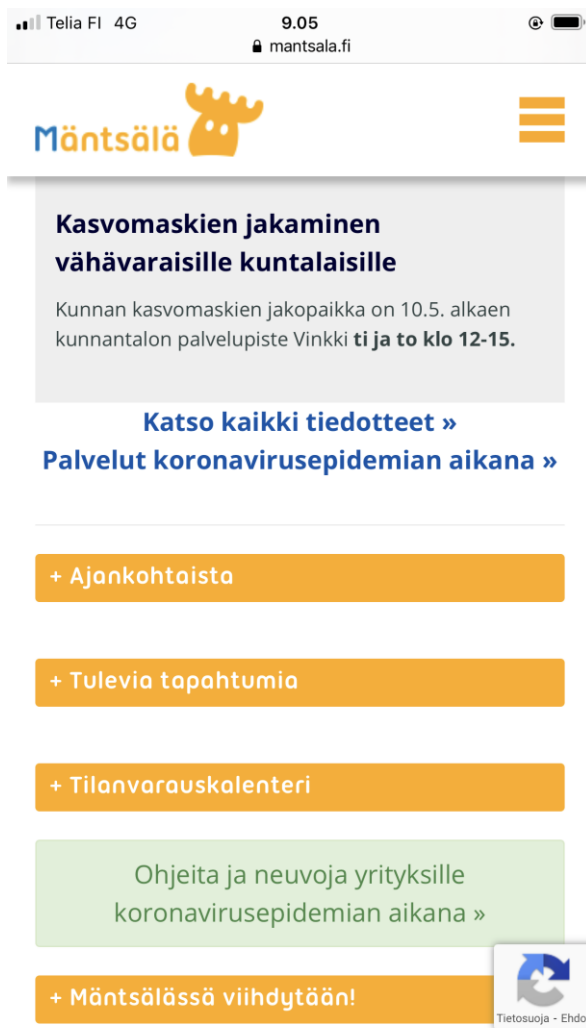 Telia FI 4G 9.05
mantsala.fi
Mäntsälä
Kasvomaskien jakaminen
vähävaraisille kuntalaisille
Kunnan kasvomaskien jakopaikka on 10.5. alkaen
kunnantalon palvelupiste Vinkki ti ja to klo 12-15.
Katso kaikki tiedotteet »
Palvelut koronavirusepidemian aikana »
+ Ajankohtaista
+ Tulevia tapahtumia
+ Tilanvarauskalenteri
Ohjeita ja neuvoja yrityksille
koronavirusepidemian aikana »
+ Mäntsälässä viihdytään!
Tietosuoja - Ehdo